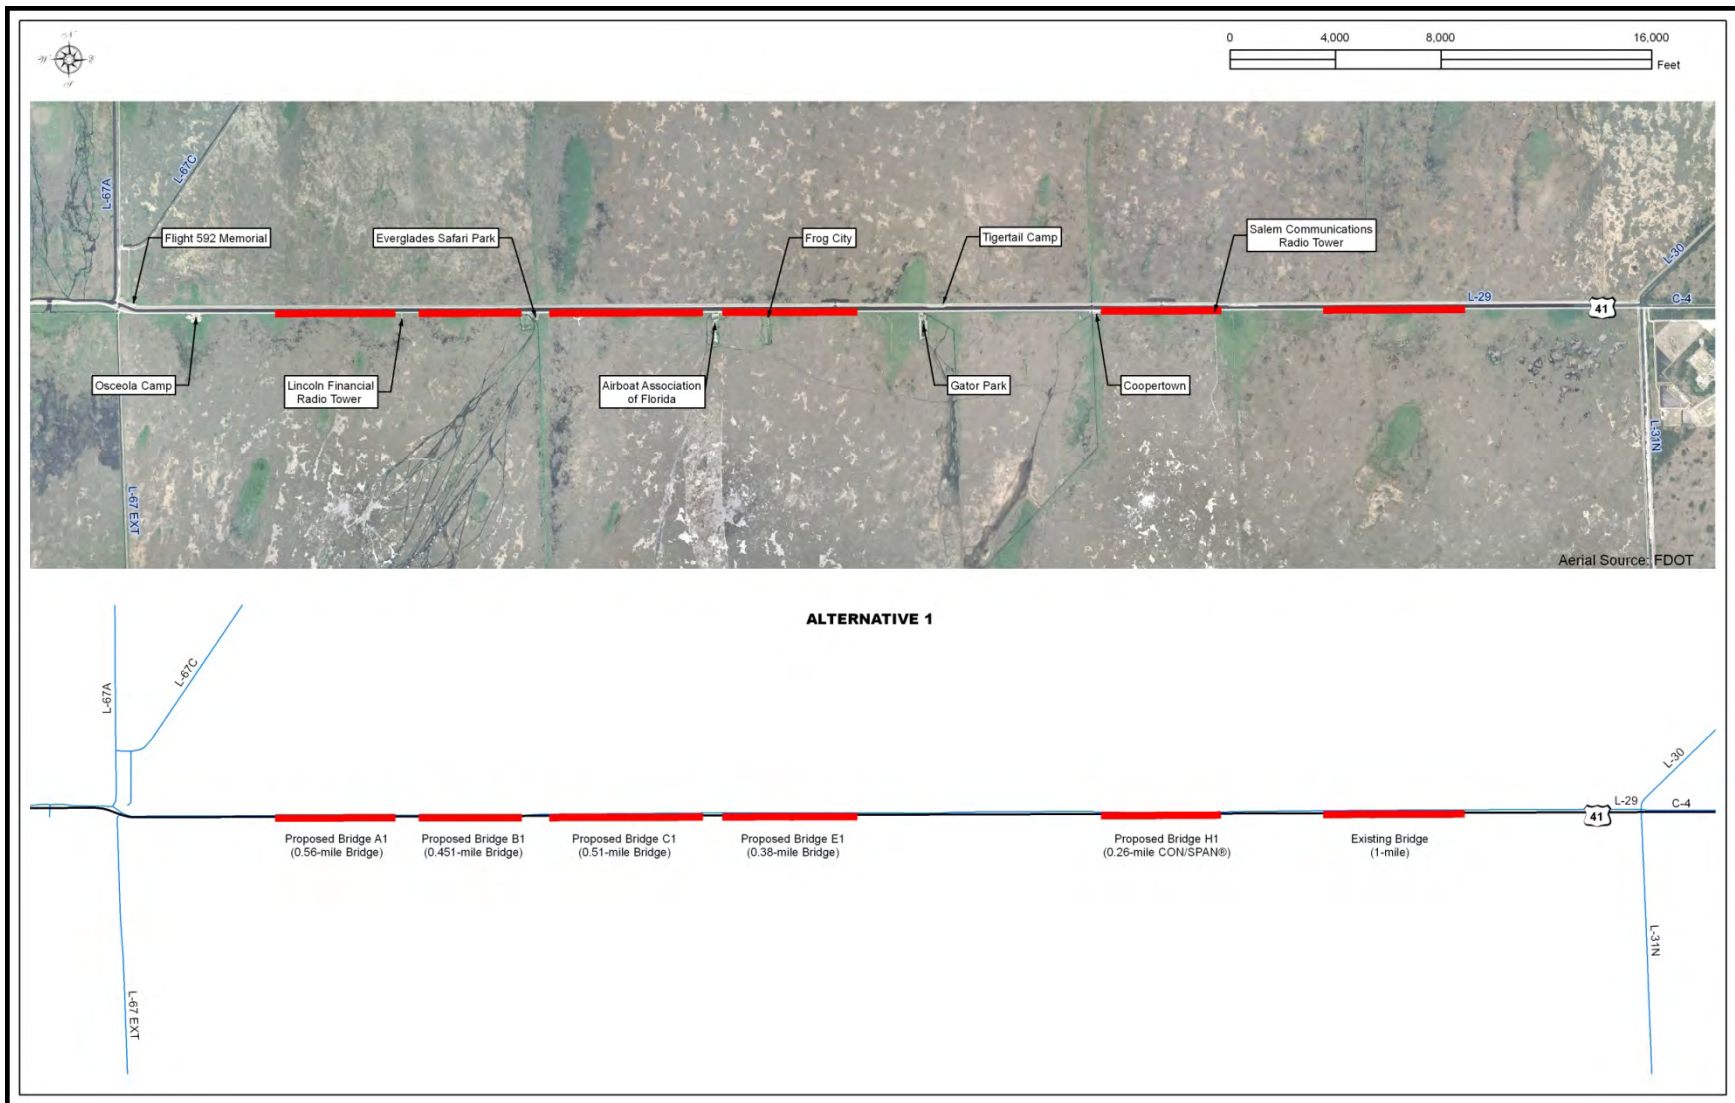 N
W
E
S
0 4,000 8,000 16,000
Feet
L-67A
L-67C
Flight 592 Memorial
Everglades Safari Park
Frog City
Tigertail Camp
Salem Communications
Radio Tower
L-30
L-29
C-4
41
Osceola Camp
Lincoln Financial
Radio Tower
Airboat Association
of Florida
Gator Park
Coopertown
L-67 EXT
L-31N
Aerial Source: FDOT
ALTERNATIVE 1
L-67A
L-67C
L-30
L-29
C-4
41
Proposed Bridge A1
(0.56-mile Bridge)
Proposed Bridge B1
(0.451-mile Bridge)
Proposed Bridge C1
(0.51-mile Bridge)
Proposed Bridge E1
(0.38-mile Bridge)
Proposed Bridge H1
(0.26-mile CON/SPAN®)
Existing Bridge
(1-mile)
L-67 EXT
L-31N